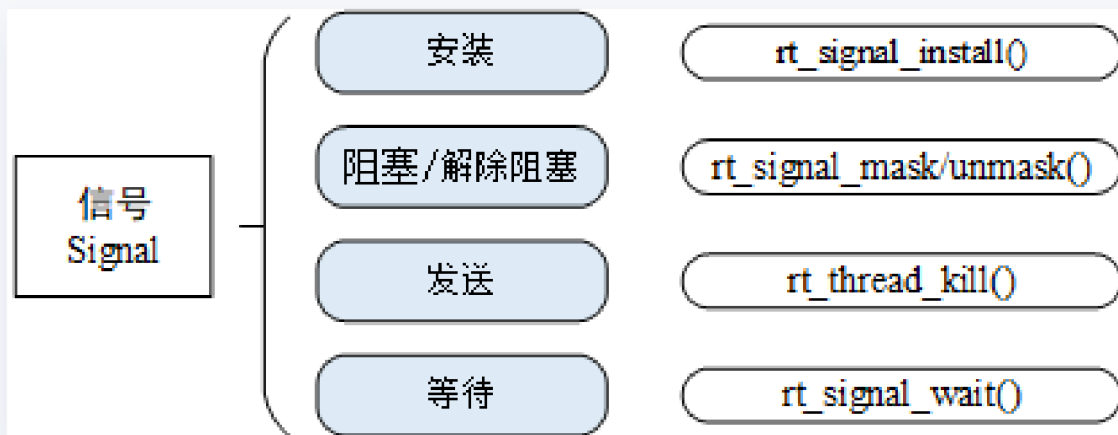 信号
Signal
安装
rt_signal_install()
阻塞/解除阻塞
rt_signal_mask/unmask()
发送
rt_thread_kill()
等待
rt_signal_wait()